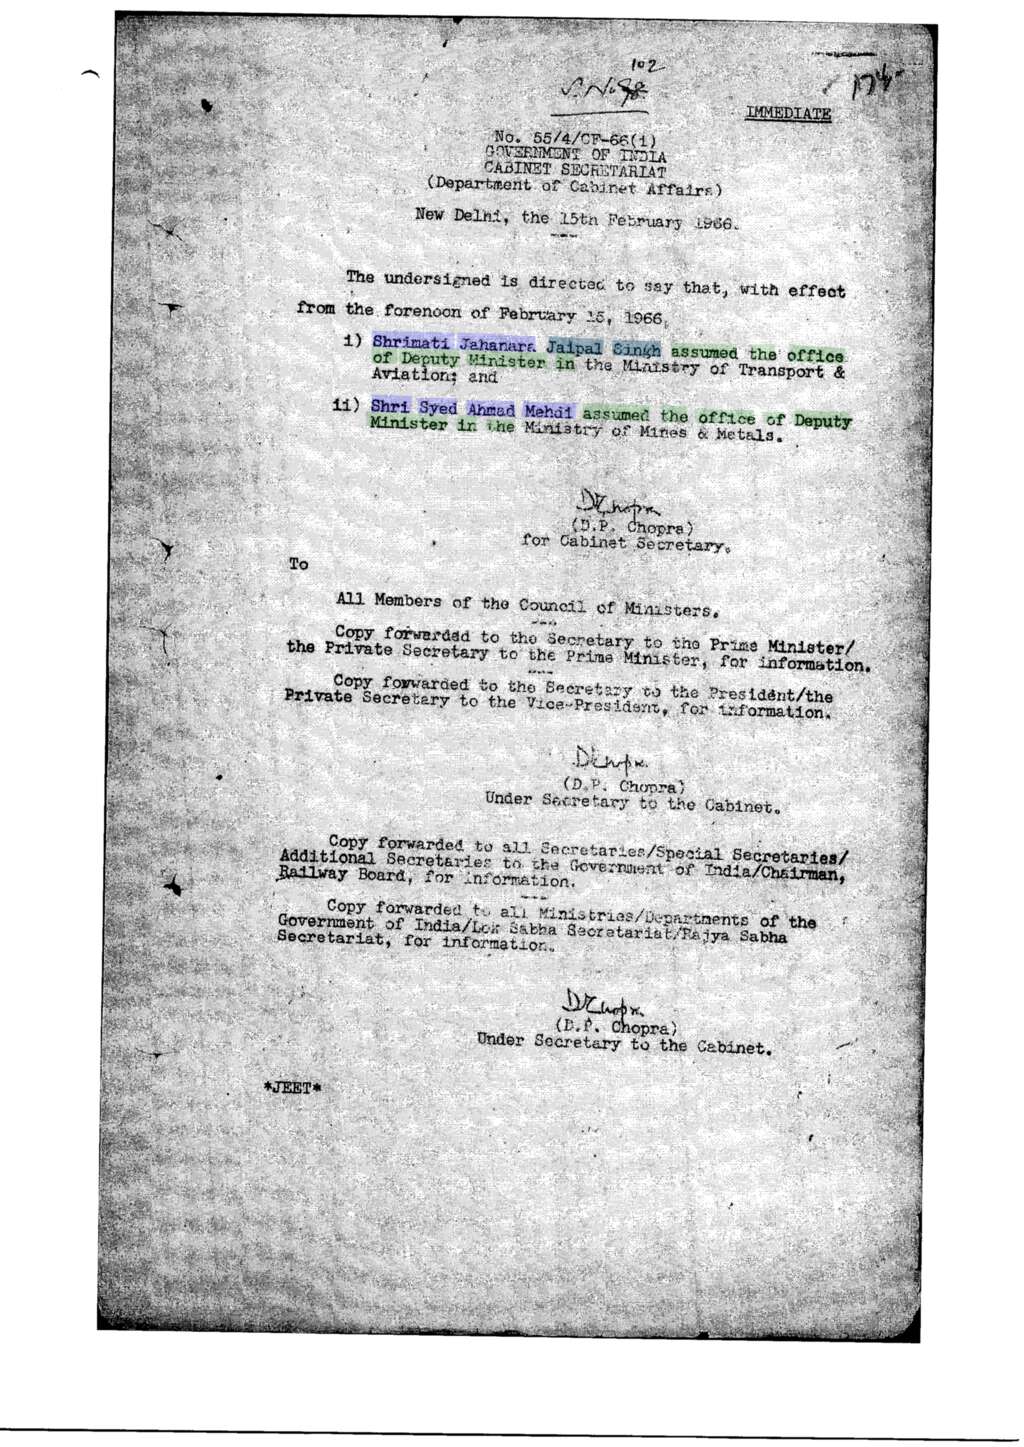 102
S.No. 98
IMMEDIATE
No. 55/4/CF-66(1)
GOVERNMENT OF INDIA
CABINET SECRETARIAT
(Department of Cabinet Affairs)
New Delhi, the 15th February 1966.
The undersigned is directed to say that, with effect
from the forenoon of February 15, 1966,
i) Shrimati Jahanara Jaipal Singh assumed the office
of Deputy Minister in the Ministry of Transport &
Aviation; and
ii) Shri Syed Ahmad Mehdi assumed the office of Deputy
Minister in the Ministry of Mines & Metals.
DPChopra
(D.P. Chopra)
for Cabinet Secretary.
To
All Members of the Council of Ministers.
Copy forwarded to the Secretary to the Prime Minister/
the Private Secretary to the Prime Minister, for information.
Copy forwarded to the Secretary to the President/the
Private Secretary to the Vice-President, for information.
DPChopra
(D.P. Chopra)
Under Secretary to the Cabinet.
Copy forwarded to all Secretaries/Special Secretaries/
Additional Secretaries to the Government of India/Chairman,
Railway Board, for information.
Copy forwarded to all Ministries/Departments of the
Government of India/Lok Sabha Secretariat/Rajya Sabha
Secretariat, for information.
DPChopra
(D.P. Chopra)
Under Secretary to the Cabinet.
*JEET*